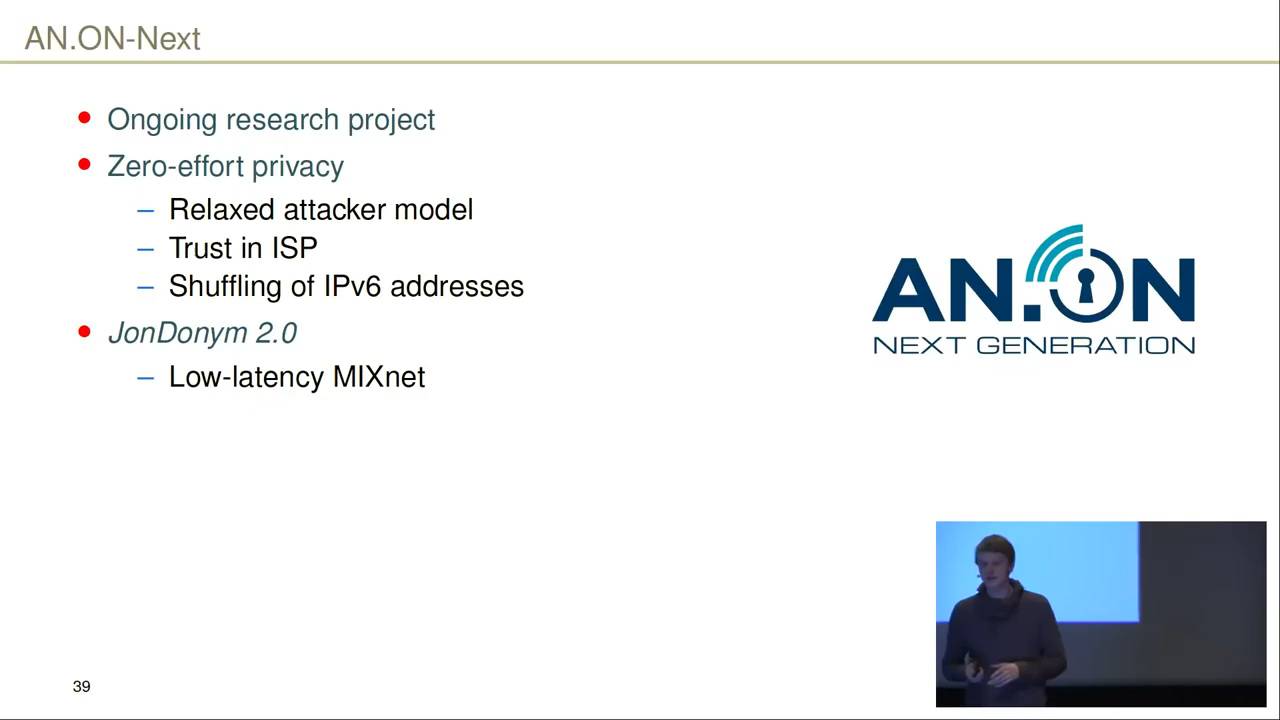 AN.ON-Next
• Ongoing research project
• Zero-effort privacy
– Relaxed attacker model
– Trust in ISP
– Shuffling of IPv6 addresses
• JonDonym 2.0
– Low-latency MIXnet
AN.ON
NEXT GENERATION
39